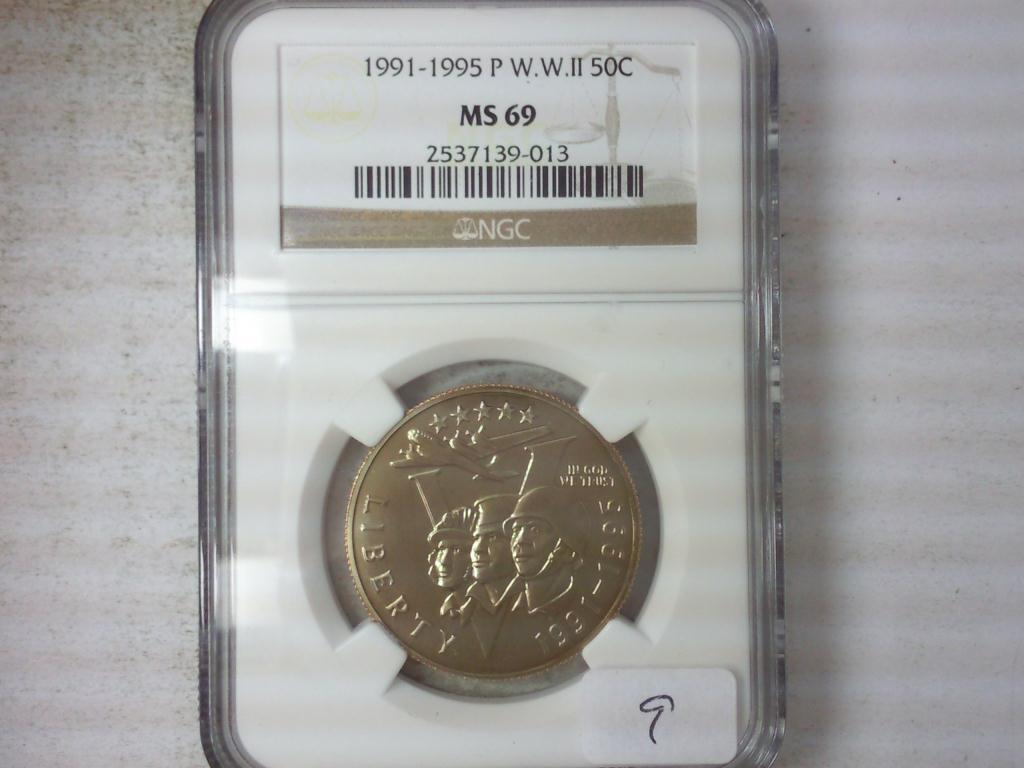 1991-1995 P W.W.II 50C
MS 69
2537139-013
NGC
IN GOD
WE TRUST
LIBERTY
1991-1995
9